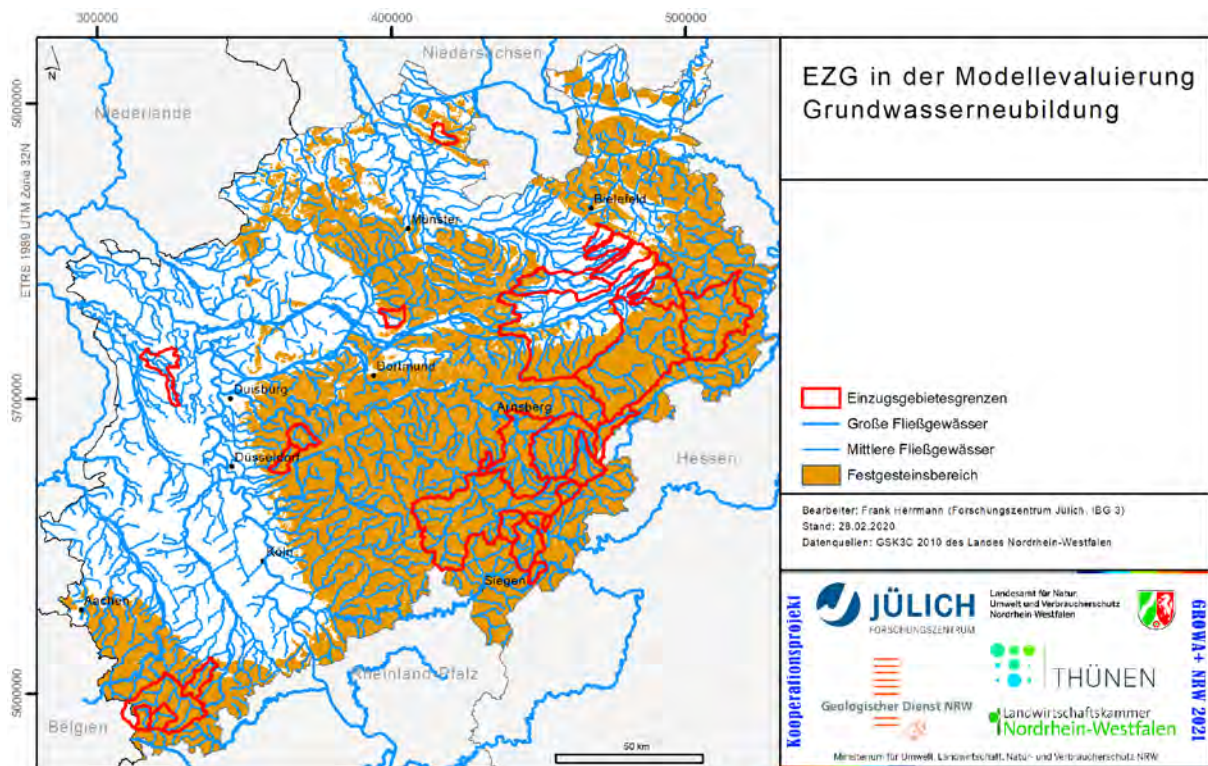 300000
400000
500000
ETRS 1989 UTM Zone 32N
5800000
5700000
5600000
N
Niedersachsen
Niederlande
Bielefeld
Münster
Dortmund
Duisburg
Arnsberg
Düsseldorf
Hessen
Köln
Siegen
Aachen
Rheinland-Pfalz
Belgien
50 km
EZG in der Modellevaluierung
Grundwasserneubildung
Einzugsgebietesgrenzen
Große Fließgewässer
Mittlere Fließgewässer
Festgesteinsbereich
Bearbeiter: Frank Herrmann (Forschungszentrum Jülich, IBG 3)
Stand: 28.02.2020
Datenquellen: GSK3C 2010 des Landes Nordrhein-Westfalen
Kooperationsprojekt
JÜLICH
FORSCHUNGSZENTRUM
Landesamt für Natur,
Umwelt und Verbraucherschutz
Nordrhein-Westfalen
GROWA+ NRW 2021
THÜNEN
Geologischer Dienst NRW
Landwirtschaftskammer
Nordrhein-Westfalen
Ministerium für Umwelt, Landwirtschaft, Natur- und Verbraucherschutz NRW